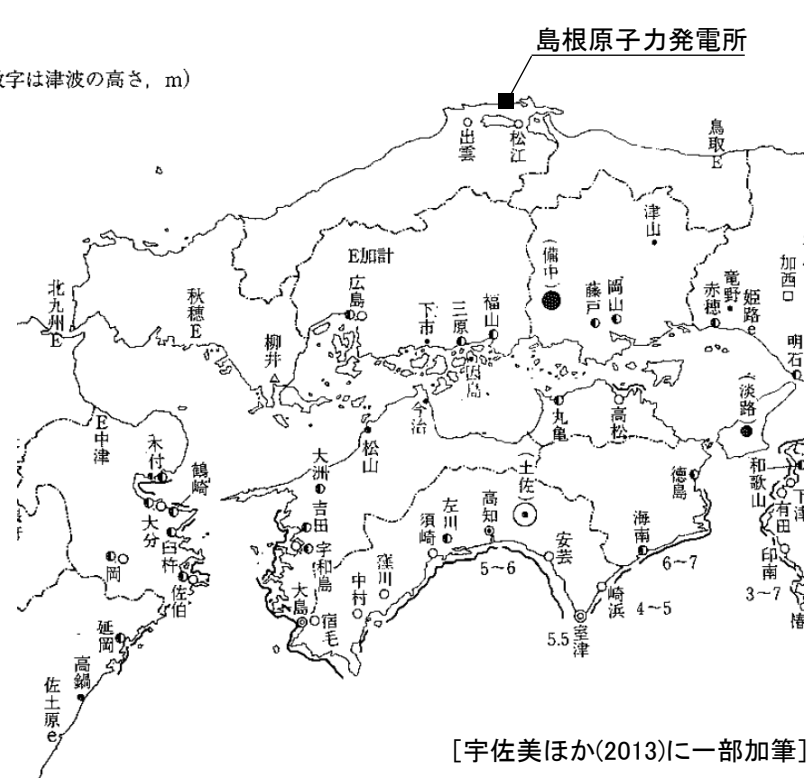 島根原子力発電所
字は津波の高さ, m)
出雲
松江
鳥取E
津山
(備中)
E加計
広島
下市
三原
福山
藤戸
岡山
赤穂
竜野
姫路e
加西
明石
北九州E
秋穂E
柳井
因島
今治
丸亀
高松
(淡路)
E中津
木付
鶴崎
大分
臼杵
佐伯
岡
延岡
高鍋
佐土原e
松山
大洲
吉田
宇和島
大島
宿毛
中村
窪川
須崎
左川
高知
(土佐)
安芸
室津
崎浜
海南
徳島
和歌山
下津
有田
印南
5~6
5.5
4~5
6~7
3~7
[宇佐美ほか(2013)に一部加筆]